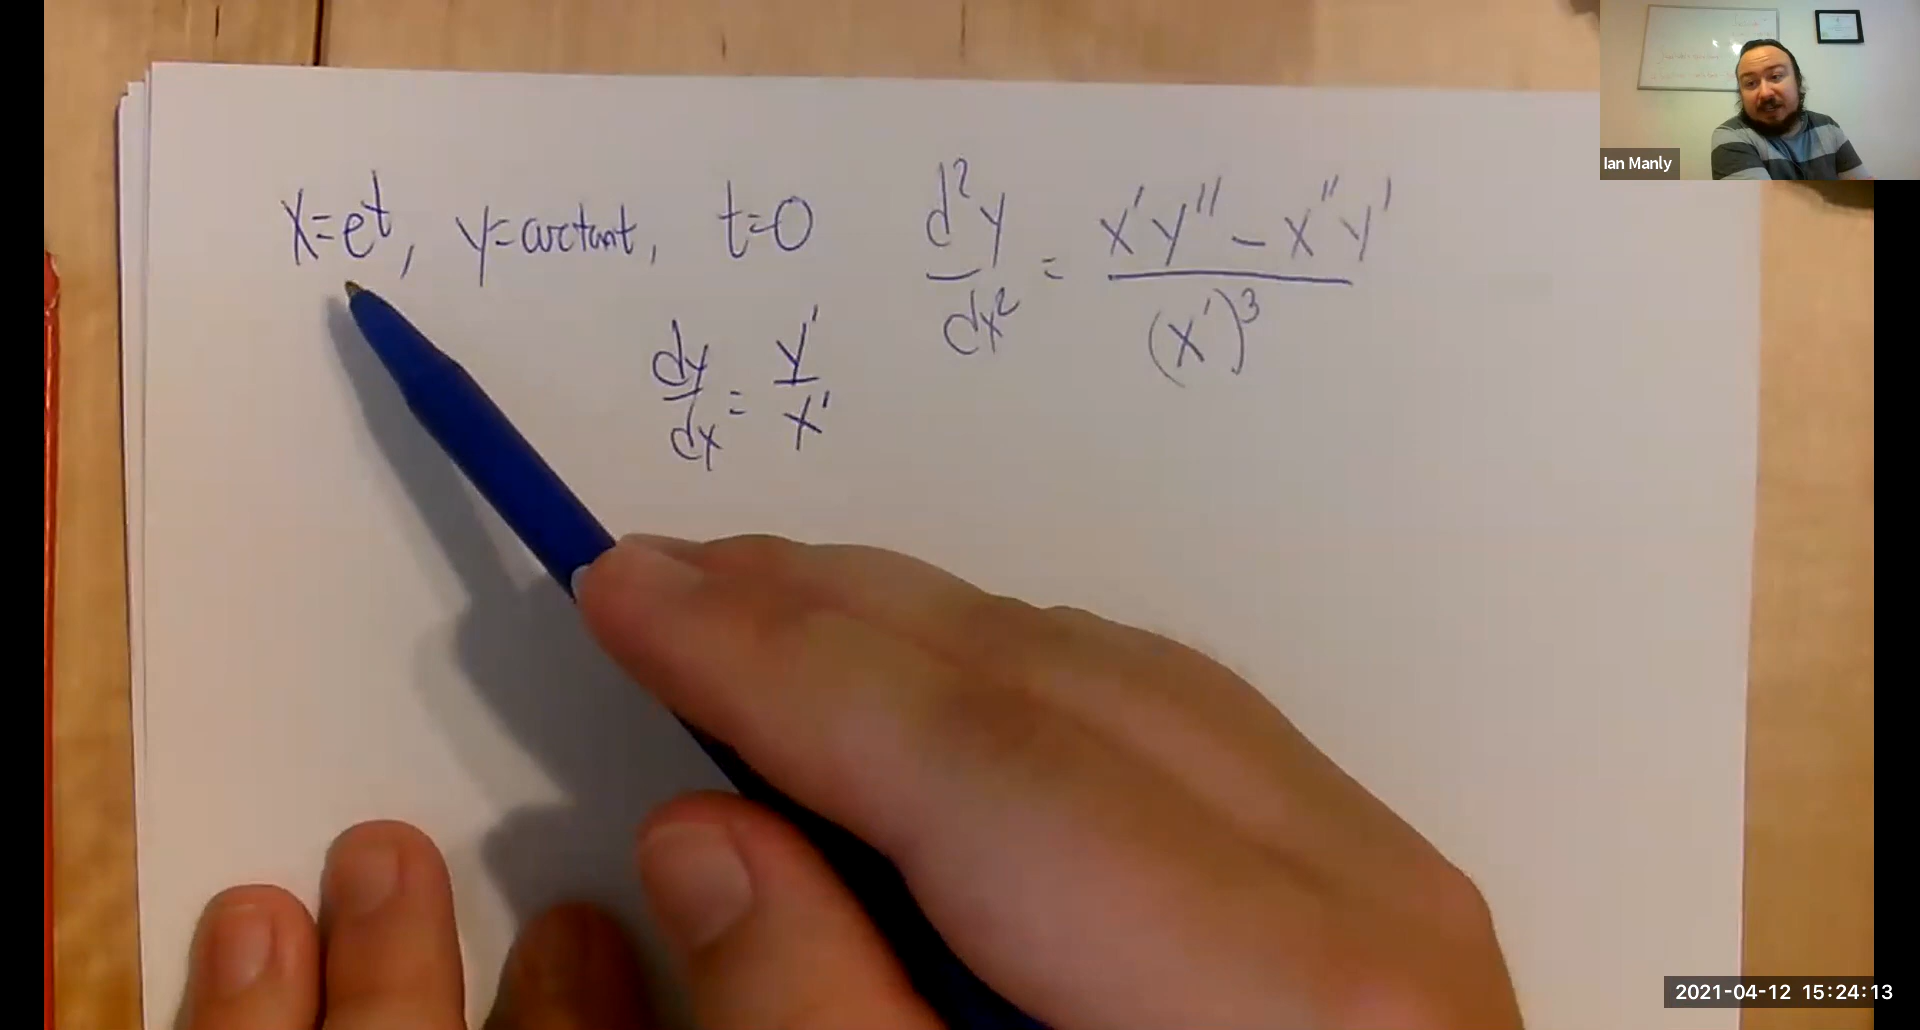 x=e^t, y=arctan t, t=0
d²y/dx² = (x'y'' - x''y')/(x')³
dy/dx = y'/x'
Ian Manly
2021-04-12 15:24:13